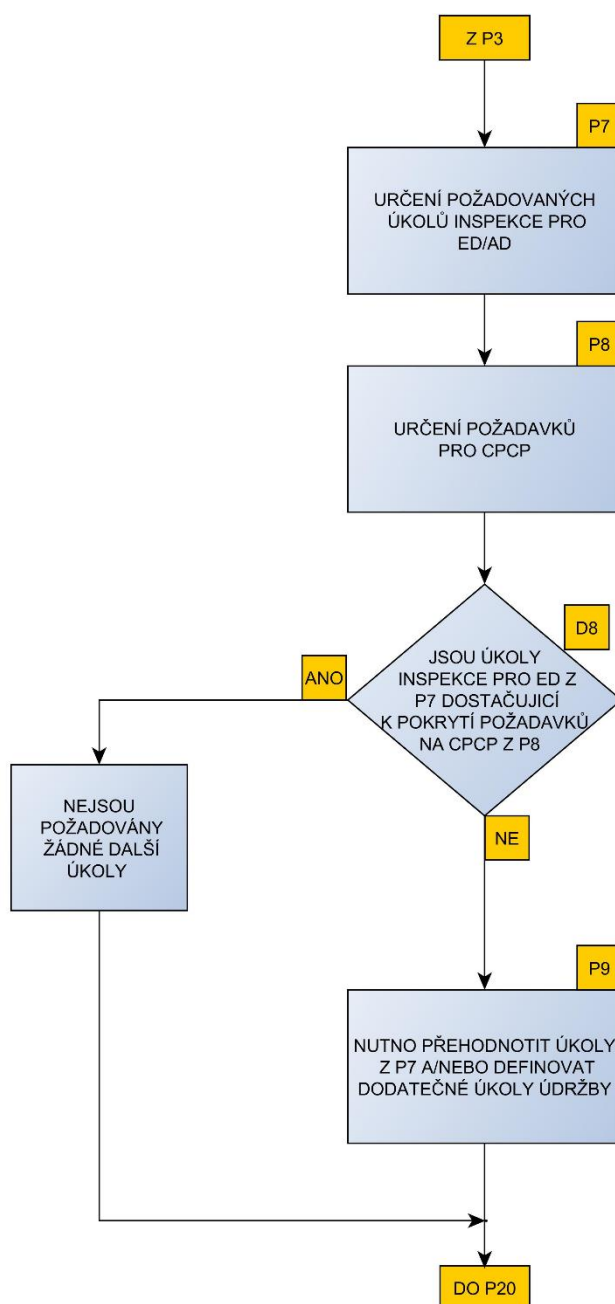 Z P3
P7
URČENÍ POŽADOVANÝCH
ÚKOLŮ INSPEKCE PRO
ED/AD
P8
URČENÍ POŽADAVKŮ
PRO CPCP
D8
JSOU ÚKOLY
INSPEKCE PRO ED Z
P7 DOSTAČUJICÍ
K POKRYTÍ POŽADAVKŮ
NA CPCP Z P8
ANO
NEJSOU
POŽADOVÁNY
ŽÁDNÉ DALŠÍ
ÚKOLY
NE
P9
NUTNO PŘEHODNOTIT ÚKOLY
Z P7 A/NEBO DEFINOVAT
DODATEČNÉ ÚKOLY ÚDRŽBY
DO P20